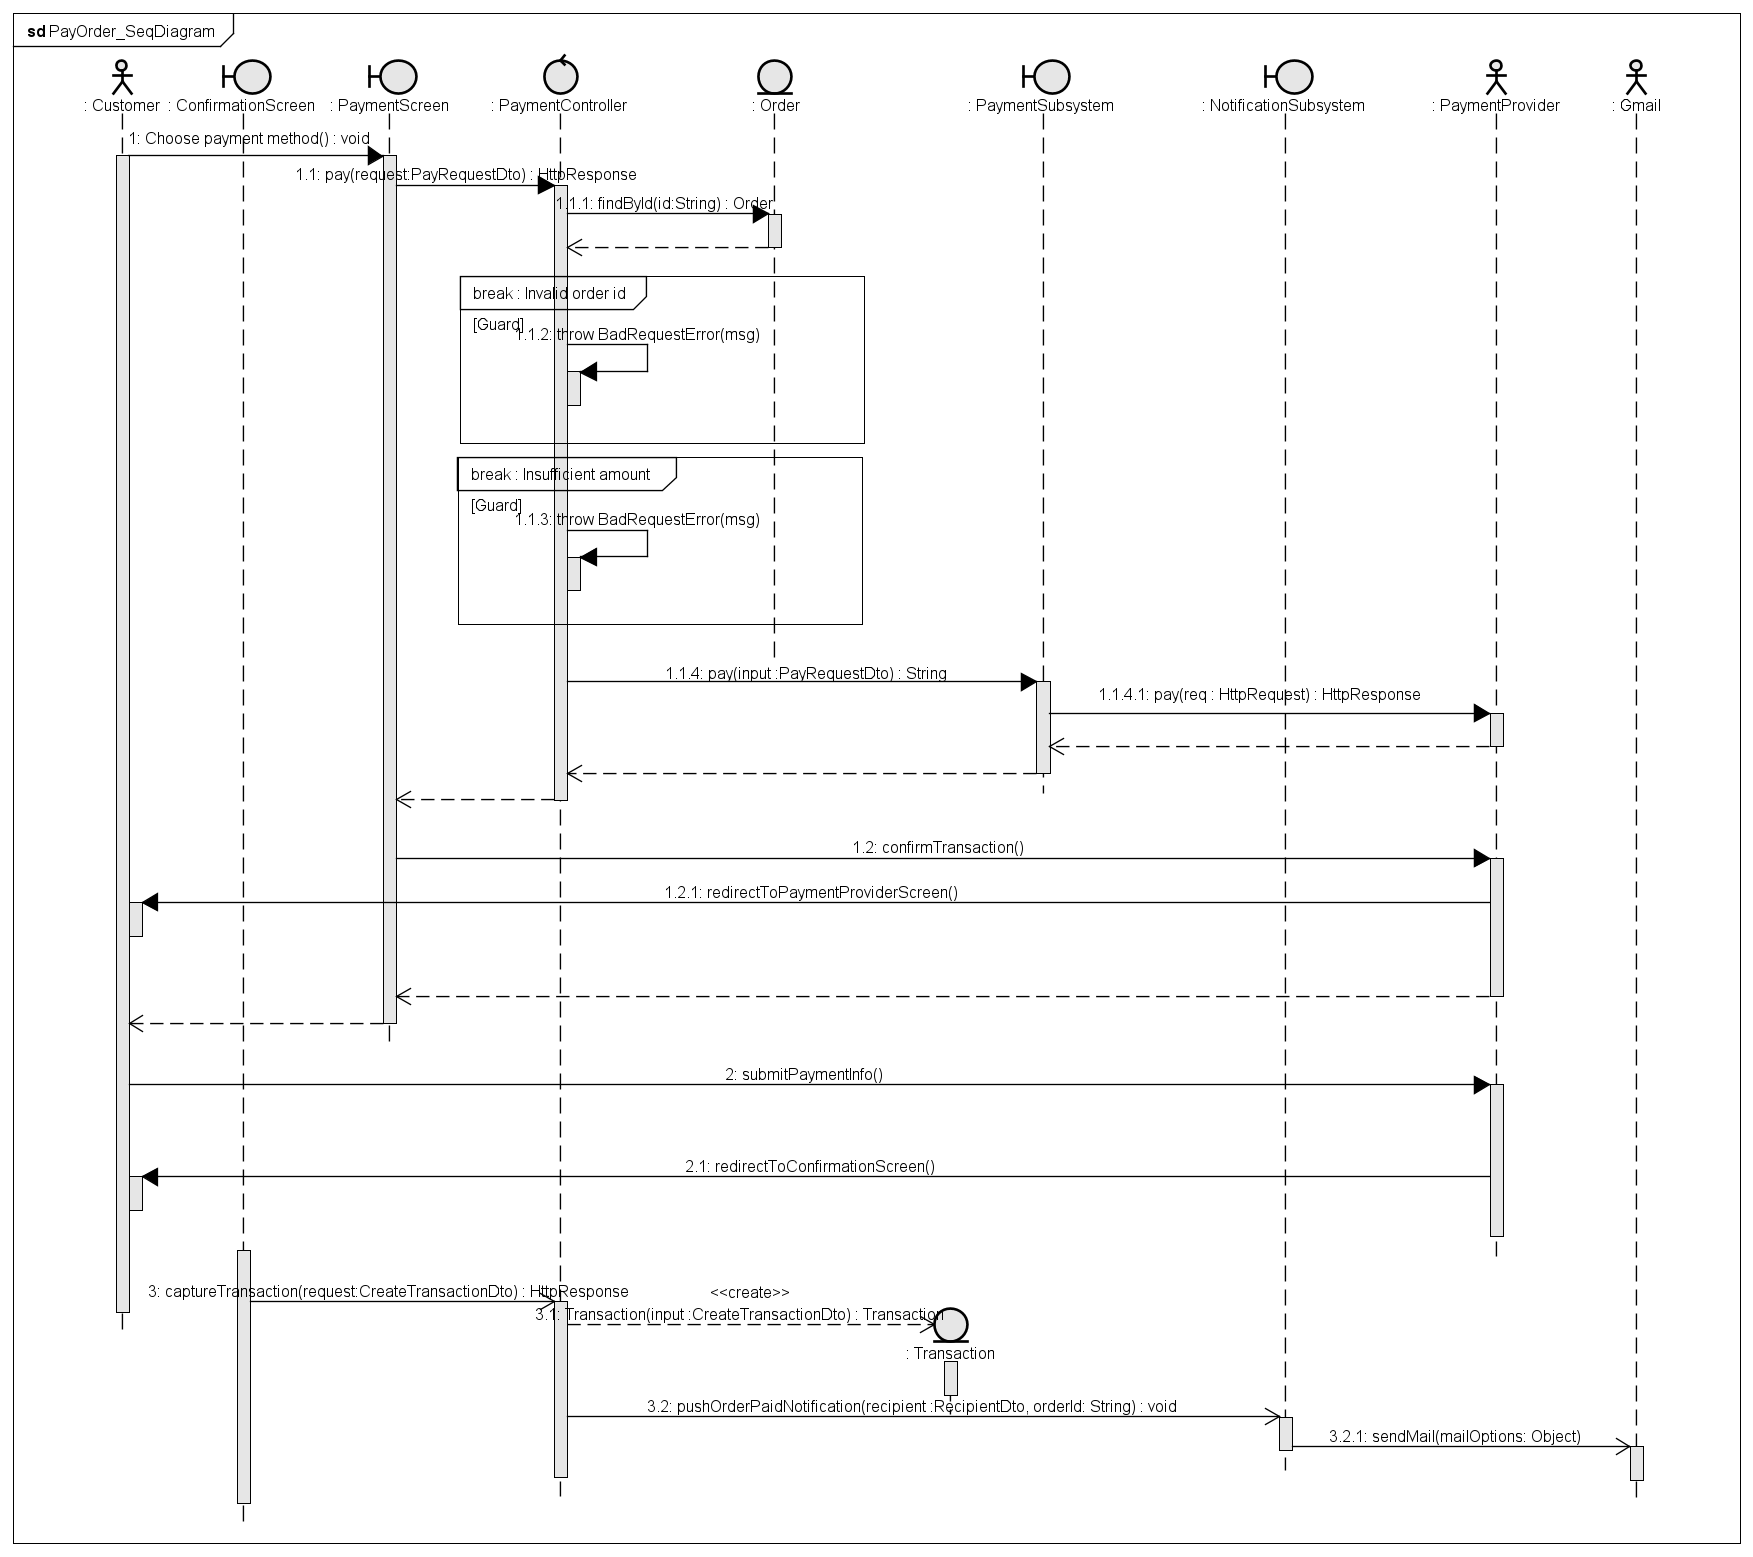 sd PayOrder_SeqDiagram
: Customer
: ConfirmationScreen
: PaymentScreen
: PaymentController
: Order
: PaymentSubsystem
: NotificationSubsystem
: PaymentProvider
: Gmail
1: Choose payment method() : void
1.1: pay(request:PayRequestDto) : HttpResponse
1.1.1: findById(id:String) : Order
break : Invalid order id
[Guard]
1.1.2: throw BadRequestError(msg)
break : Insufficient amount
[Guard]
1.1.3: throw BadRequestError(msg)
1.1.4: pay(input :PayRequestDto) : String
1.1.4.1: pay(req : HttpRequest) : HttpResponse
1.2: confirmTransaction()
1.2.1: redirectToPaymentProviderScreen()
2: submitPaymentInfo()
2.1: redirectToConfirmationScreen()
3: captureTransaction(request:CreateTransactionDto) : HttpResponse
<<create>>
3.1: Transaction(input :CreateTransactionDto) : Transaction
: Transaction
3.2: pushOrderPaidNotification(recipient :RecipientDto, orderId: String) : void
3.2.1: sendMail(mailOptions: Object)